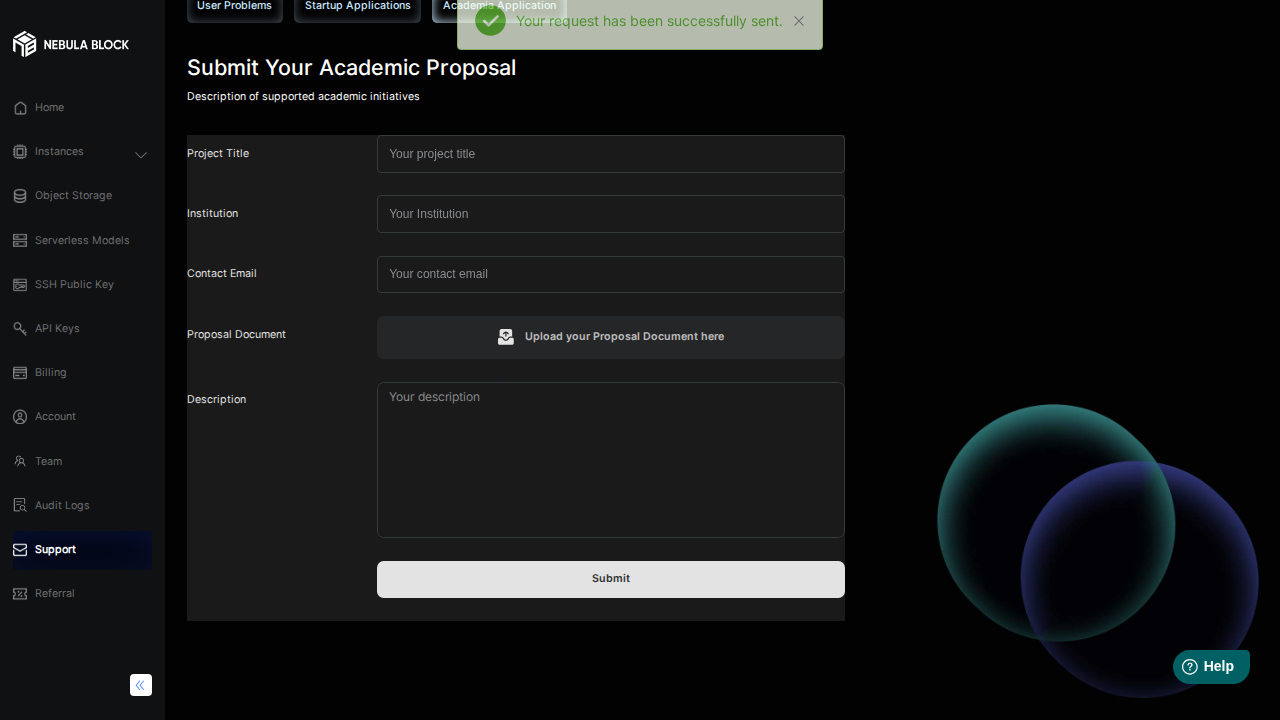 User Problems
Startup Applications
Academia Application
Your request has been successfully sent.
NEBULA BLOCK
Home
Instances
Object Storage
Serverless Models
SSH Public Key
API Keys
Billing
Account
Team
Audit Logs
Support
Referral
Submit Your Academic Proposal
Description of supported academic initiatives
Project Title
Your project title
Institution
Your Institution
Contact Email
Your contact email
Proposal Document
Upload your Proposal Document here
Description
Your description
Submit
Help